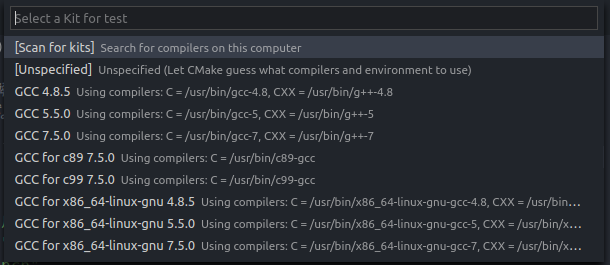 Select a Kit for test
[Scan for kits] Search for compilers on this computer
[Unspecified] Unspecified (Let CMake guess what compilers and environment to use)
GCC 4.8.5 Using compilers: C = /usr/bin/gcc-4.8, CXX = /usr/bin/g++-4.8
GCC 5.5.0 Using compilers: C = /usr/bin/gcc-5, CXX = /usr/bin/g++-5
GCC 7.5.0 Using compilers: C = /usr/bin/gcc-7, CXX = /usr/bin/g++-7
GCC for c89 7.5.0 Using compilers: C = /usr/bin/c89-gcc
GCC for c99 7.5.0 Using compilers: C = /usr/bin/c99-gcc
GCC for x86_64-linux-gnu 4.8.5 Using compilers: C = /usr/bin/x86_64-linux-gnu-gcc-4.8, CXX = /usr/bin...
GCC for x86_64-linux-gnu 5.5.0 Using compilers: C = /usr/bin/x86_64-linux-gnu-gcc-5, CXX = /usr/bin/x...
GCC for x86_64-linux-gnu 7.5.0 Using compilers: C = /usr/bin/x86_64-linux-gnu-gcc-7, CXX = /usr/bin/x...